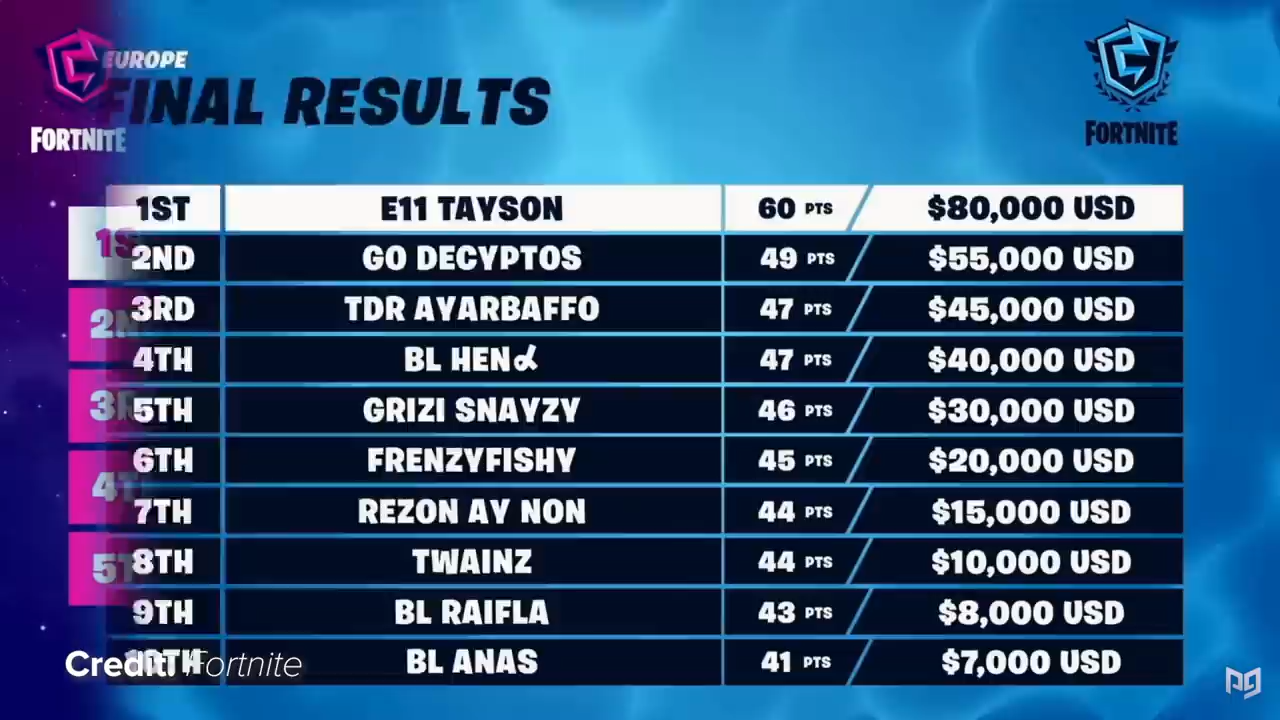 EUROPE
FINAL RESULTS
FORTNITE
FORTNITE
1ST E11 TAYSON 60 PTS $80,000 USD
2ND GO DECYPTOS 49 PTS $55,000 USD
3RD TDR AYARBAFFO 47 PTS $45,000 USD
4TH BL HEN 47 PTS $40,000 USD
5TH GRIZI SNAYZY 46 PTS $30,000 USD
6TH FRENZYFISHY 45 PTS $20,000 USD
7TH REZON AY NON 44 PTS $15,000 USD
8TH TWAINZ 44 PTS $10,000 USD
9TH BL RAIFLA 43 PTS $8,000 USD
10TH BL ANAS 41 PTS $7,000 USD
Credit: Fortnite